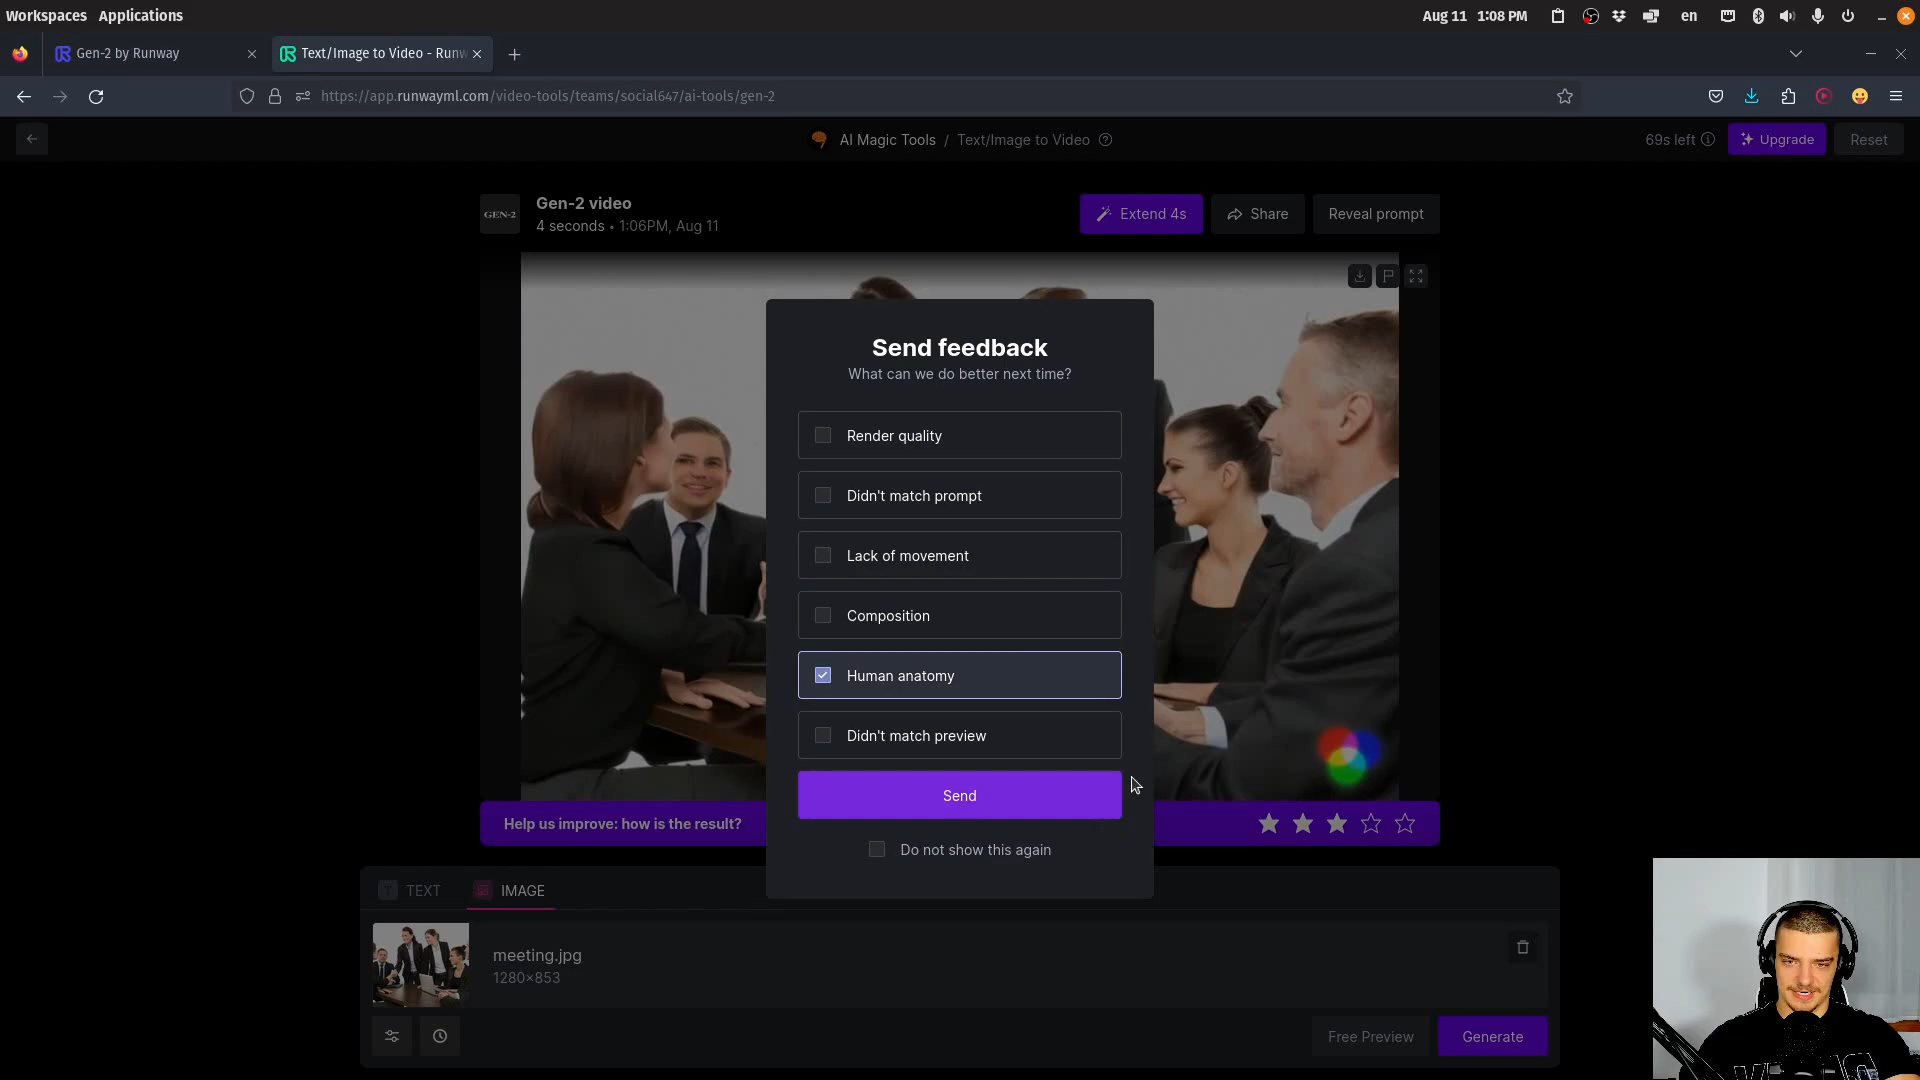 Workspaces Applications
Aug 11 1:08 PM
en
Gen-2 by Runway
Text/Image to Video - Runw
https://app.runwayml.com/video-tools/teams/social647/ai-tools/gen-2
AI Magic Tools / Text/Image to Video
69s left
Upgrade
Reset
GEN-2
Gen-2 video
4 seconds • 1:06PM, Aug 11
Extend 4s
Share
Reveal prompt
Send feedback
What can we do better next time?
Render quality
Didn't match prompt
Lack of movement
Composition
Human anatomy
Didn't match preview
Send
Do not show this again
Help us improve: how is the result?
T TEXT
IMAGE
meeting.jpg
1280×853
Free Preview
Generate